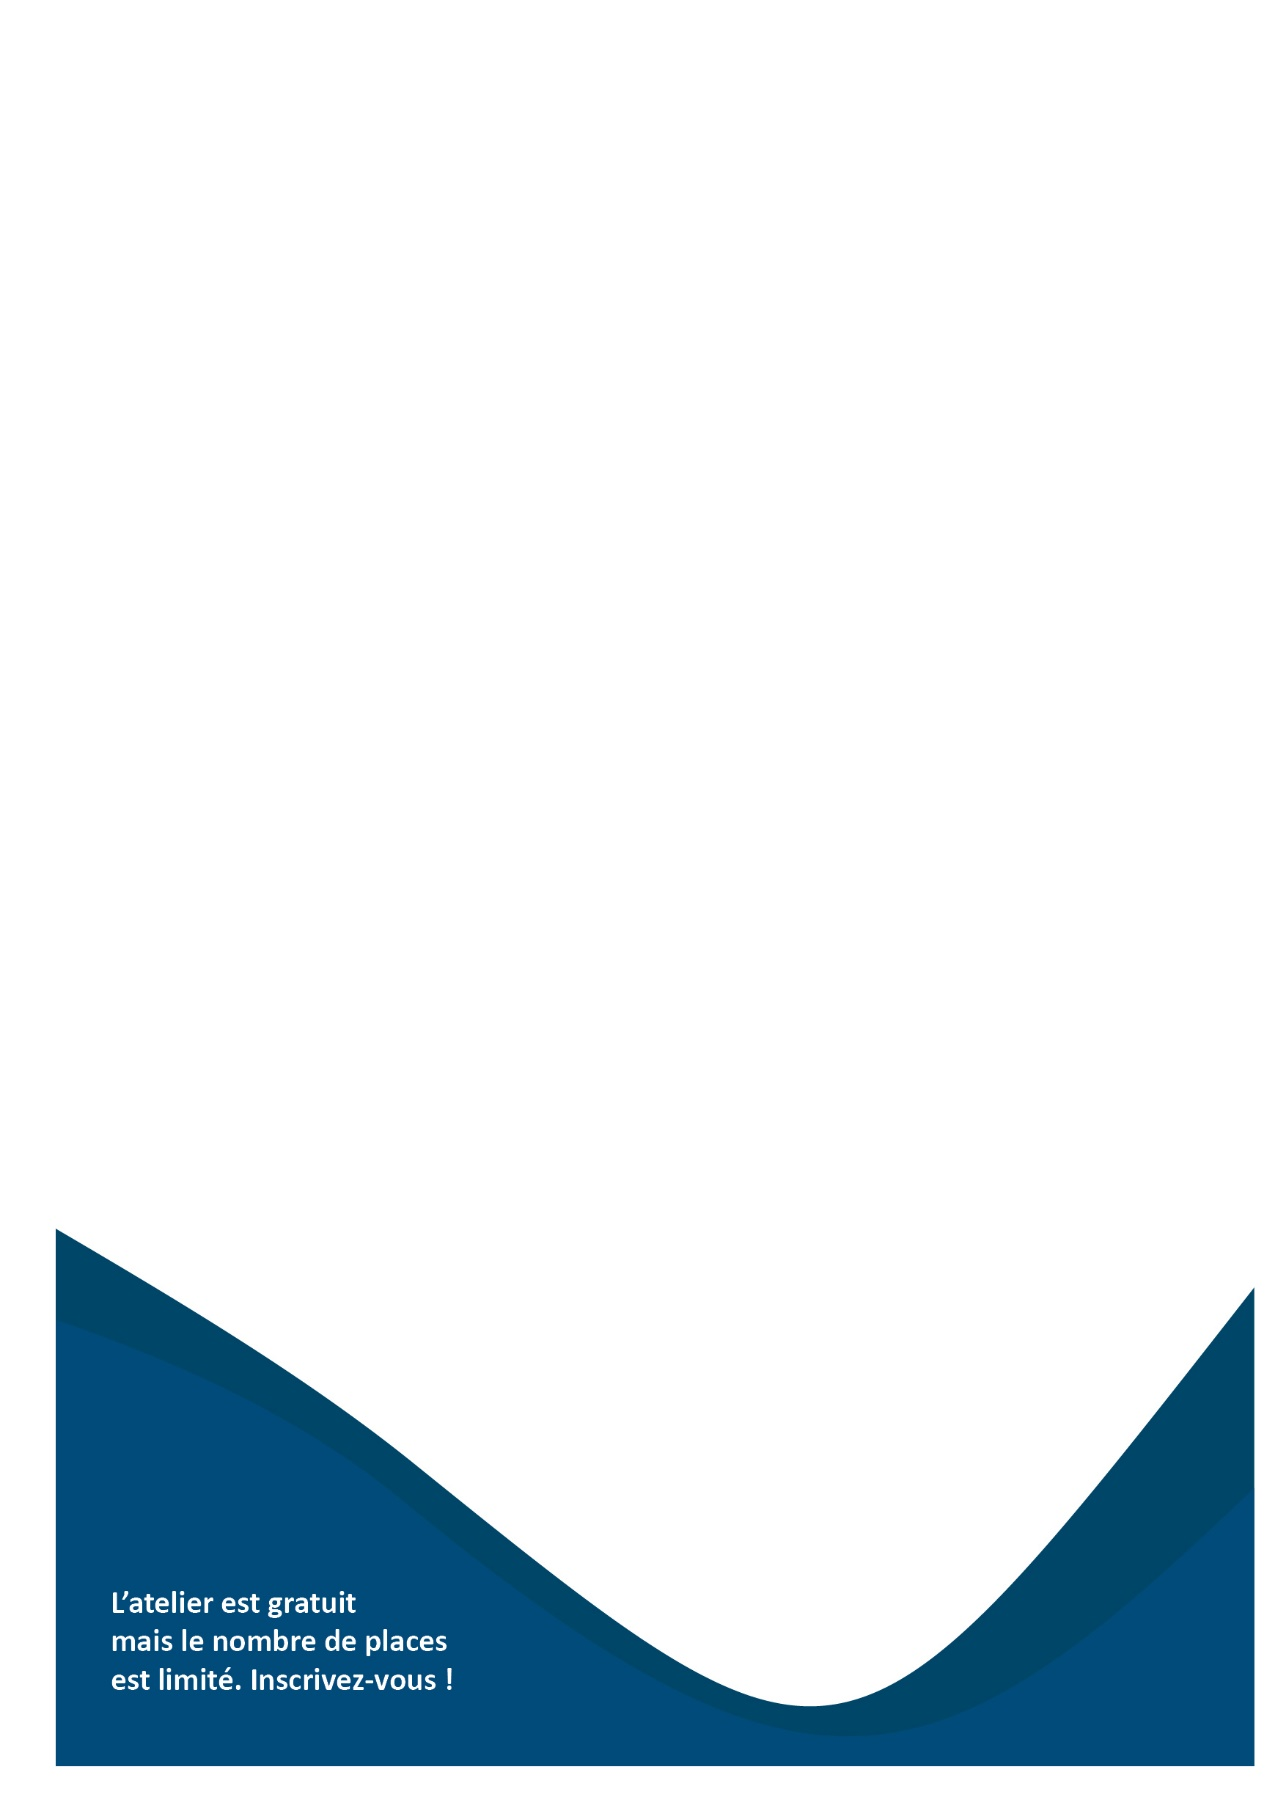 L’atelier est gratuit
mais le nombre de places
est limité. Inscrivez-vous !